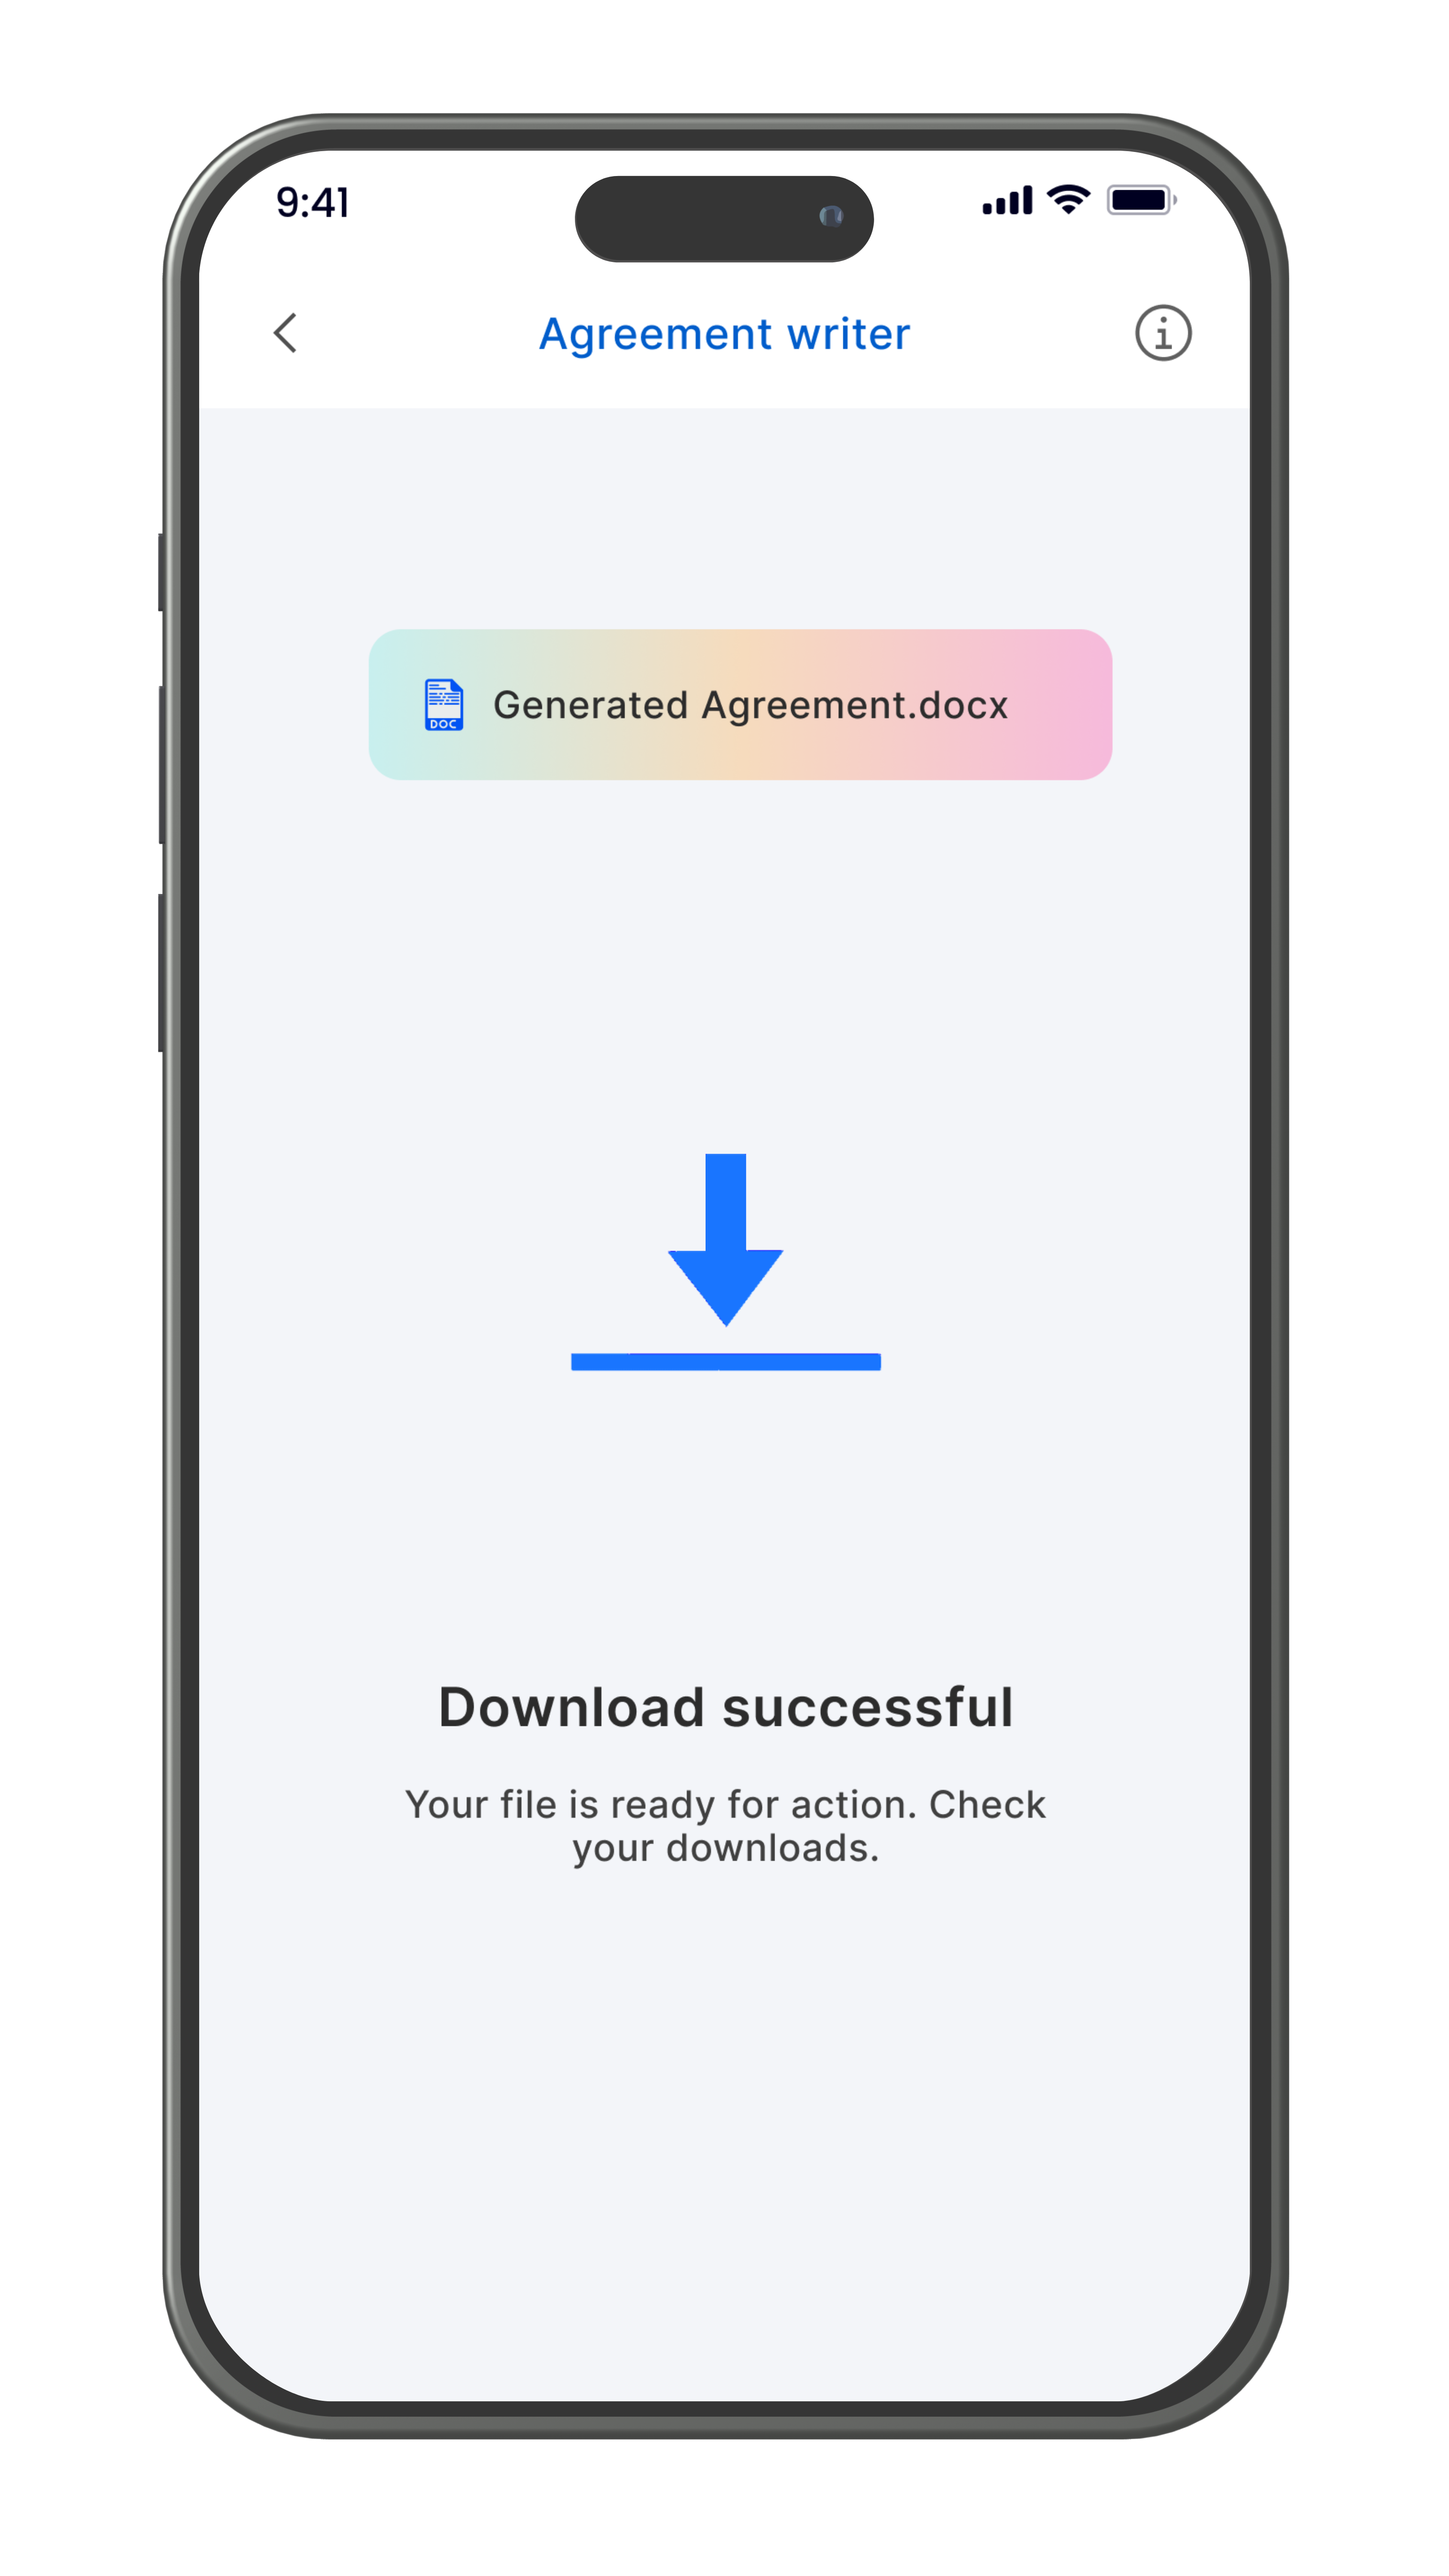 9:41
Agreement writer
DOC
Generated Agreement.docx
Download successful
Your file is ready for action. Check
your downloads.